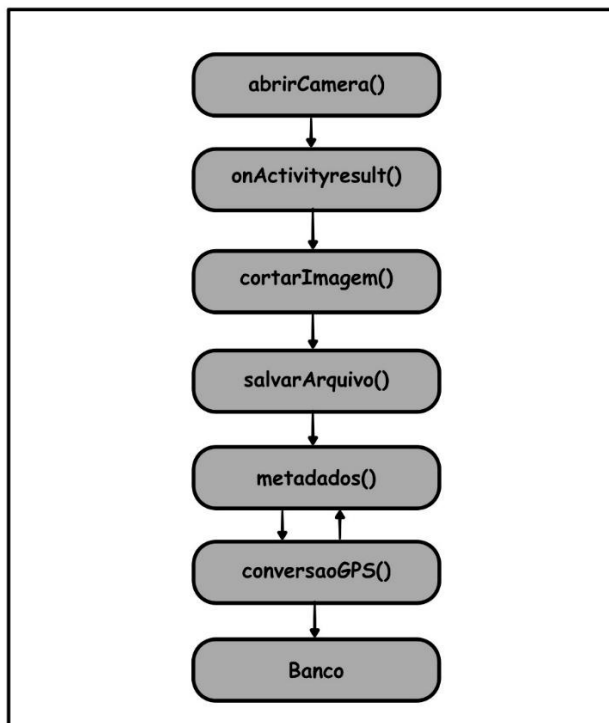 abrirCamera()
onActivityresult()
cortarImagem()
salvarArquivo()
metadados()
conversaoGPS()
Banco